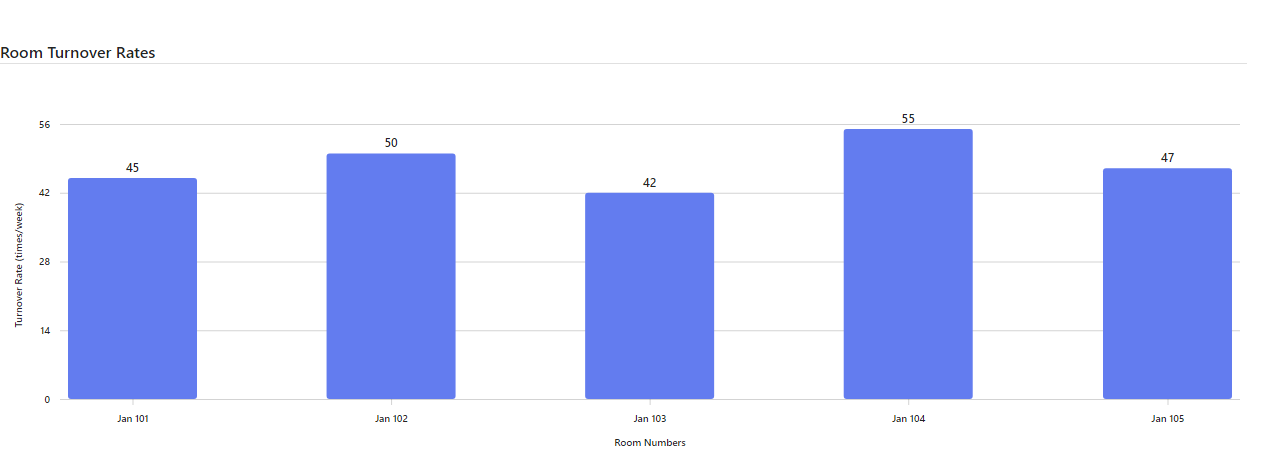 Room Turnover Rates
55
56
50
47
45
42
42
Turnover Rate (times/week)
28
14
0
Jan 101 Jan 102 Jan 103 Jan 104 Jan 105
Room Numbers